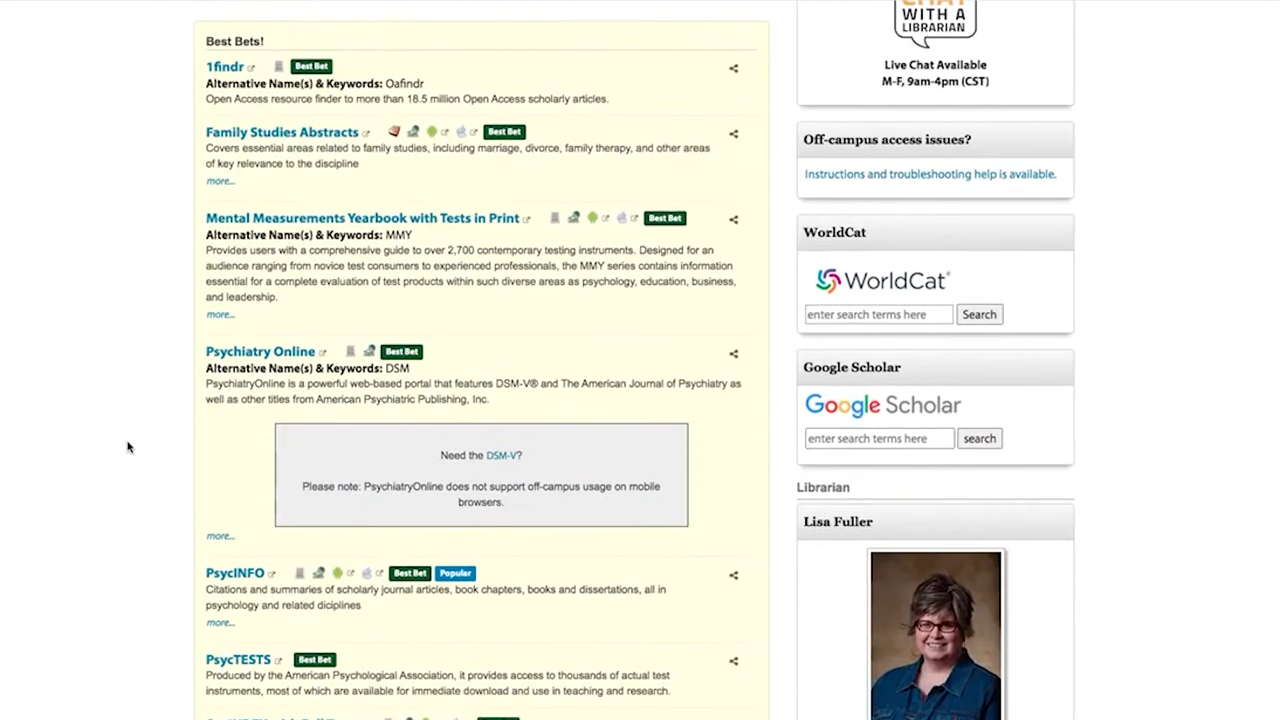 Best Bets!
1findr Best Bet
Alternative Name(s) & Keywords: Oafindr
Open Access resource finder to more than 18.5 million Open Access scholarly articles.
Family Studies Abstracts Best Bet
Covers essential areas related to family studies, including marriage, divorce, family therapy, and other areas
of key relevance to the discipline
more...
Mental Measurements Yearbook with Tests in Print Best Bet
Alternative Name(s) & Keywords: MMY
Provides users with a comprehensive guide to over 2,700 contemporary testing instruments. Designed for an
audience ranging from novice test consumers to experienced professionals, the MMY series contains information
essential for a complete evaluation of test products within such diverse areas as psychology, education, business,
and leadership.
more...
Psychiatry Online Best Bet
Alternative Name(s) & Keywords: DSM
PsychiatryOnline is a powerful web-based portal that features DSM-V® and The American Journal of Psychiatry as
well as other titles from American Psychiatric Publishing, Inc.
Need the DSM-V?
Please note: PsychiatryOnline does not support off-campus usage on mobile
browsers.
more...
PsycINFO Best Bet Popular
Citations and summaries of scholarly journal articles, book chapters, books and dissertations, all in
psychology and related diciplines
more...
PsycTESTS Best Bet
Produced by the American Psychological Association, it provides access to thousands of actual test
instruments, most of which are available for immediate download and use in teaching and research.
WITH A
LIBRARIAN
Live Chat Available
M-F, 9am-4pm (CST)
Off-campus access issues?
Instructions and troubleshooting help is available.
WorldCat
WorldCat®
enter search terms here Search
Google Scholar
Google Scholar
enter search terms here search
Librarian
Lisa Fuller